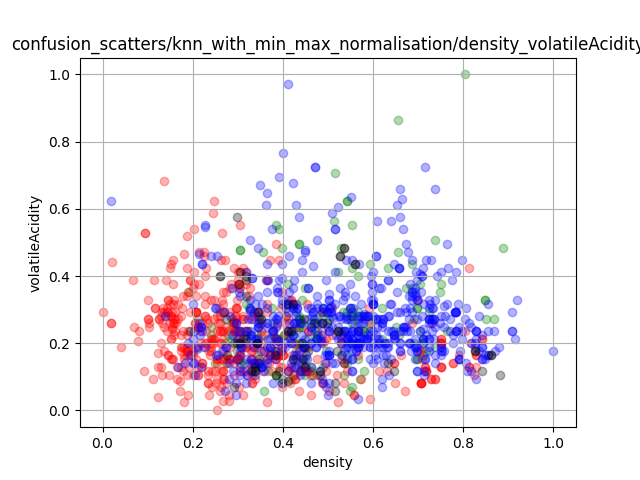 confusion_scatters/knn_with_min_max_normalisation/density_volatileAcidity
1.0
0.8
0.6
0.4
0.2
0.0
volatileAcidity
0.0 0.2 0.4 0.6 0.8 1.0
density